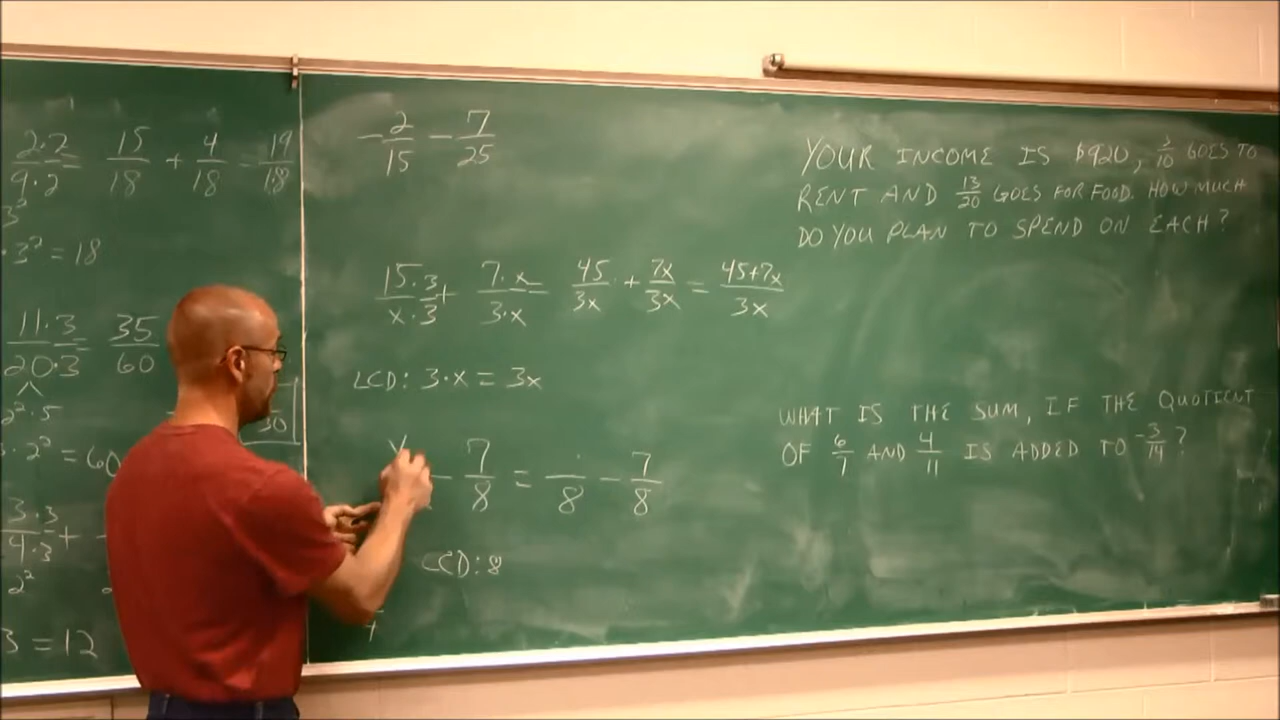 2·2/9·2 = 15/18 + 4/18 = 19/18
3²
·3² = 18
11·3/20·3 = 35/60
2²·5
·2² = 60
30
3·3/4·3 +
2²
3 = 12
-2/15 - 7/25
15·3/x·3 + 7·x/3·x = 45/3x + 7x/3x = 45+7x/3x
LCD: 3·x = 3x
- 7/8 = /8 - 7/8
LCD: 8
YOUR INCOME IS $920, 3/10 GOES TO
RENT AND 13/20 GOES FOR FOOD. HOW MUCH
DO YOU PLAN TO SPEND ON EACH?
WHAT IS THE SUM, IF THE QUOTIENT
OF 6/7 AND 4/11 IS ADDED TO -3/14?